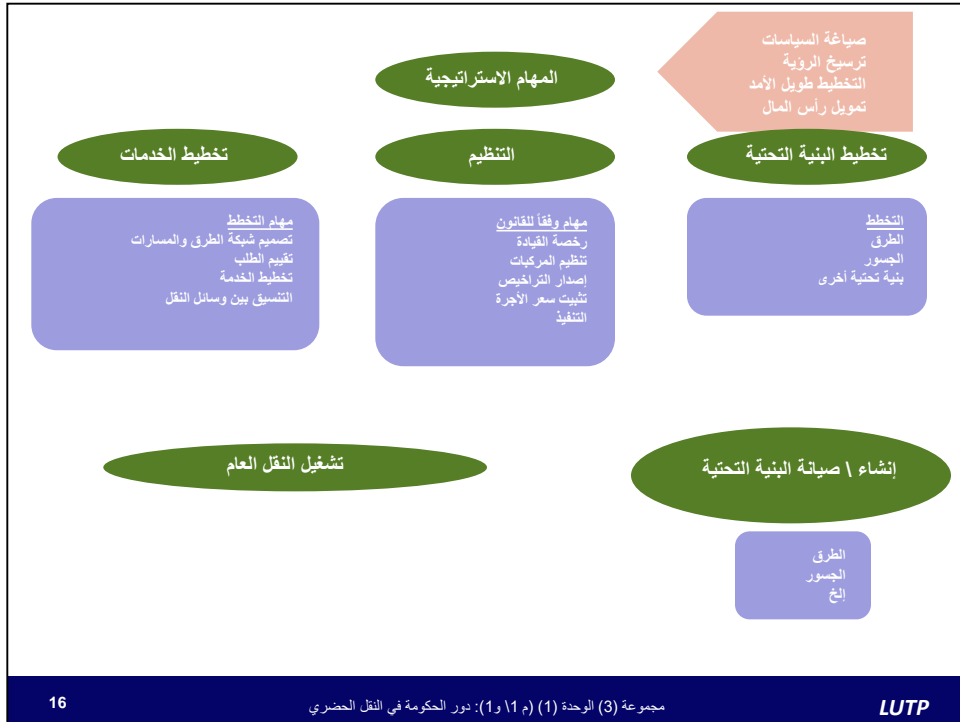 صياغة السياسات
ترسيخ الرؤية
التخطيط طويل الأمد
تمويل رأس المال
المهام الاستراتيجية
تخطيط البنية التحتية
التنظيم
تخطيط الخدمات
التخطط
الطرق
الجسور
بنية تحتية أخرى
مهام وفقاً للقانون
رخصة القيادة
تنظيم المركبات
إصدار التراخيص
تثبيت سعر الأجرة
التنفيذ
مهام التخطط
تصميم شبكة الطرق والمسارات
تقييم الطلب
تخطيط الخدمة
التنسيق بين وسائل النقل
إنشاء \ صيانة البنية التحتية
تشغيل النقل العام
الطرق
الجسور
إلخ
LUTP
مجموعة (3) الوحدة (1) (م 1\ و1): دور الحكومة في النقل الحضري
16